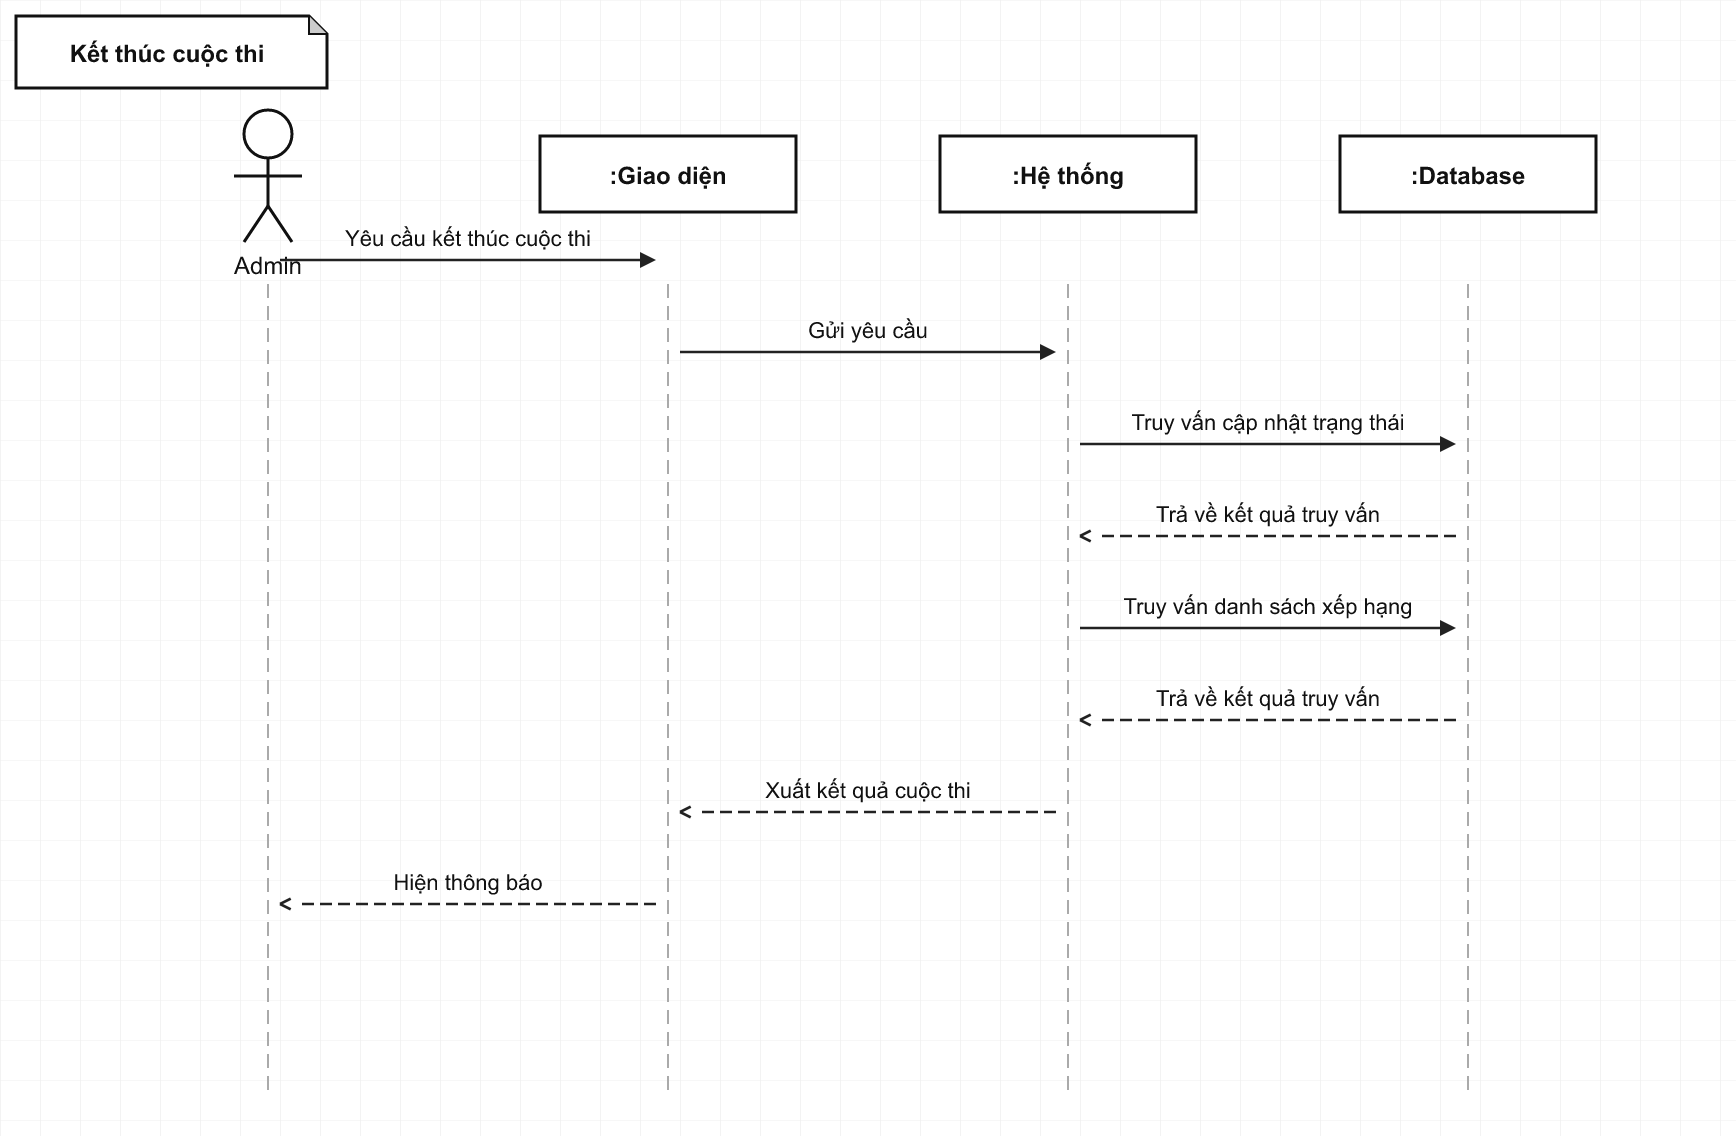 Kết thúc cuộc thi
:Giao diện
:Hệ thống
:Database
Yêu cầu kết thúc cuộc thi
Admin
Gửi yêu cầu
Truy vấn cập nhật trạng thái
Trả về kết quả truy vấn
Truy vấn danh sách xếp hạng
Trả về kết quả truy vấn
Xuất kết quả cuộc thi
Hiện thông báo